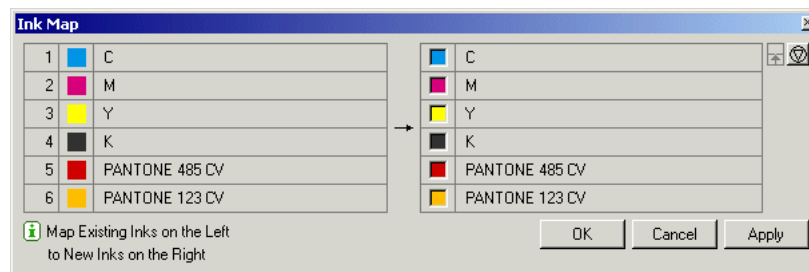 Ink Map
1 C C
2 M M
3 Y Y
4 K K
5 PANTONE 485 CV PANTONE 485 CV
6 PANTONE 123 CV PANTONE 123 CV
Map Existing Inks on the Left
to New Inks on the Right
OK Cancel Apply